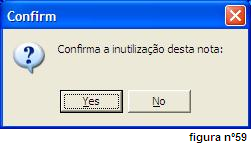 Confirm
Confirma a inutilização desta nota:
Yes No
figura nº59